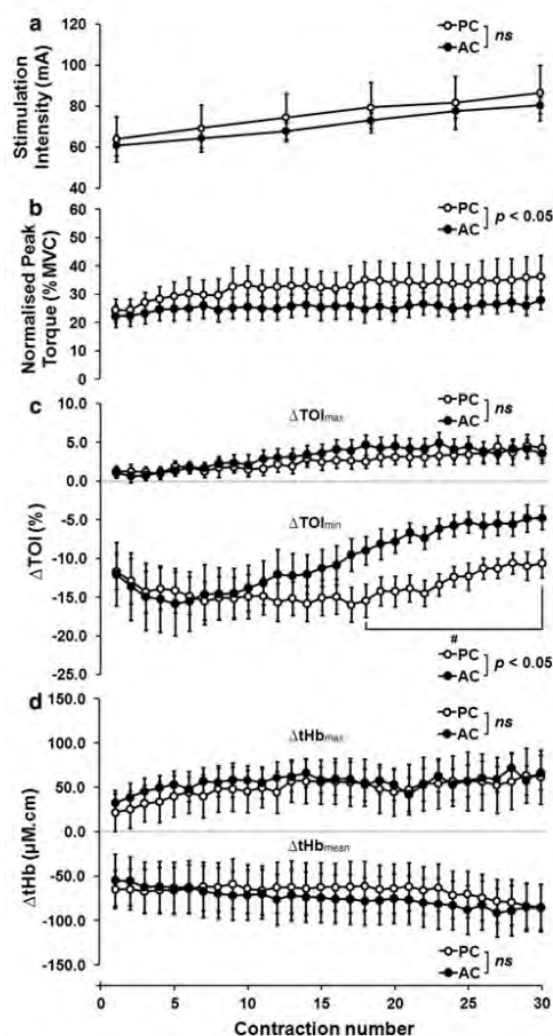 a
Stimulation
Intensity (mA)
120
100
80
60
40
PC
AC
ns
b
Normalised Peak
Torque (% MVC)
60
50
40
30
20
10
0
PC
AC
p < 0.05
c
ΔTOI (%)
10.0
5.0
0.0
-5.0
-10.0
-15.0
-20.0
-25.0
ΔTOImax
PC
AC
ns
ΔTOImin
#
PC
AC
p < 0.05
d
ΔtHb (μM.cm)
150.0
100.0
50.0
0.0
-50.0
-100.0
-150.0
PC
AC
ns
ΔtHbmax
ΔtHbmean
PC
AC
ns
0 5 10 15 20 25 30
Contraction number